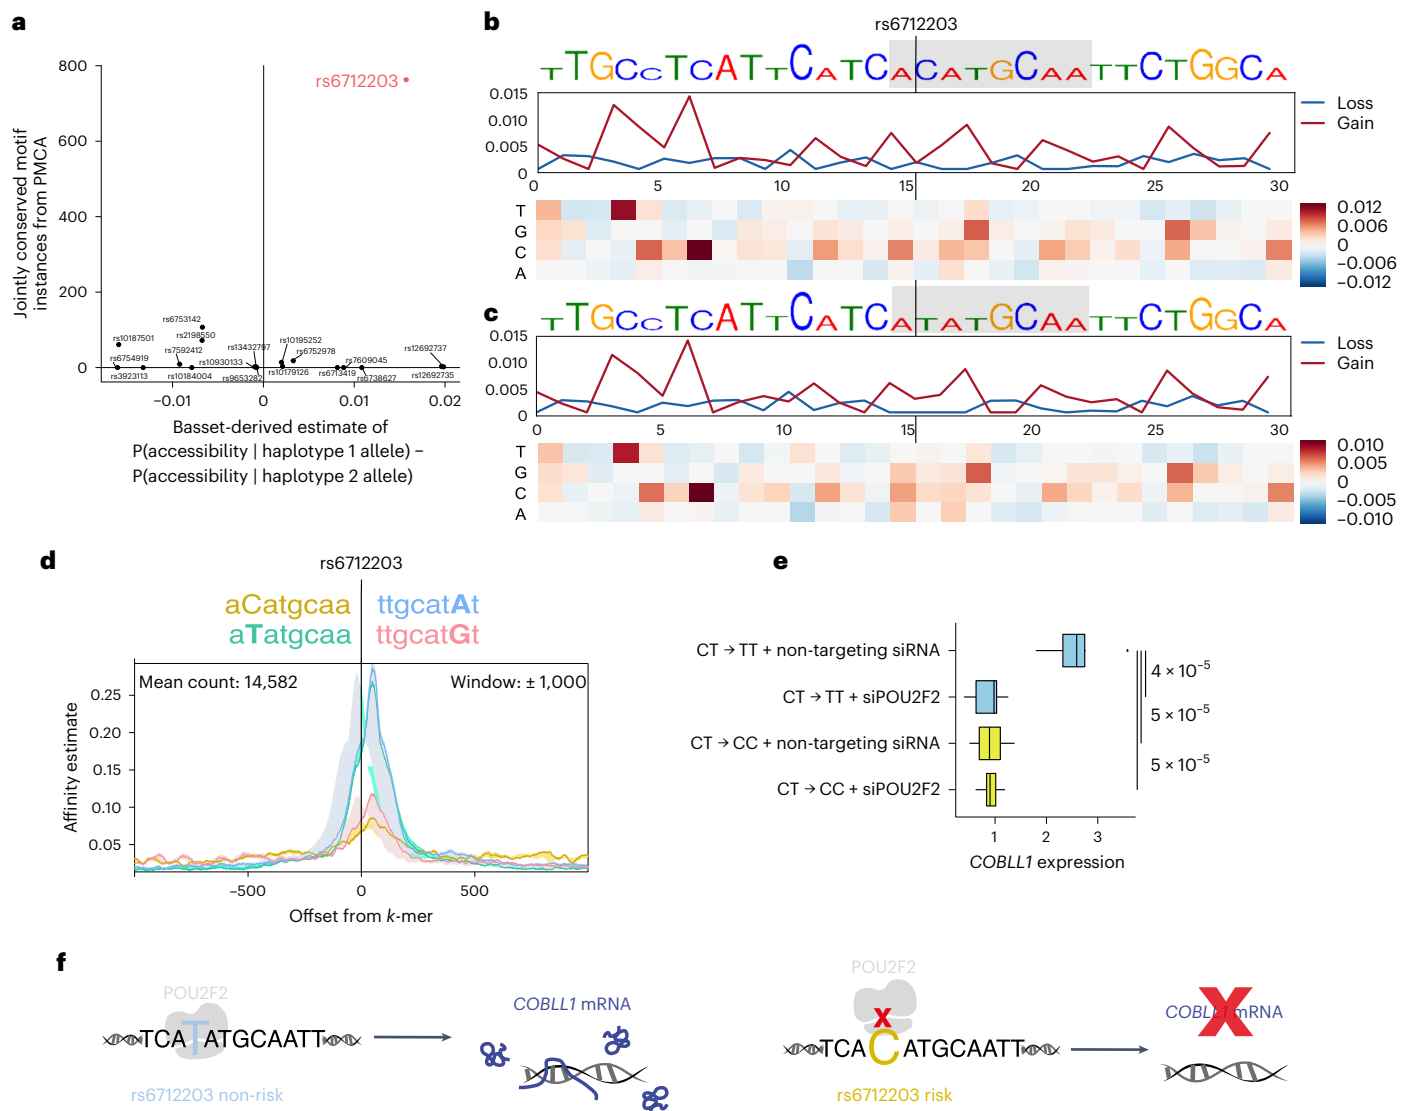 a
800
600
400
200
0
Jointly conserved motif
instances from PMCA
rs6712203
rs6753142
rs2198550
rs10187501
rs7592412
rs6754919
rs10930133
rs13432797
rs10195252
rs6752978
rs7609045
rs12692737
rs3923113
rs10184004
rs9653282
rs10179126
rs6713419
rs6738627
rs12692735
−0.01
0
0.01
0.02
Basset-derived estimate of
P(accessibility | haplotype 1 allele) −
P(accessibility | haplotype 2 allele)
b
rs6712203
TTGCCTCATTCATCACATGCAATTCTGGCA
0.015
0.010
0.005
0
Loss
Gain
0 5 10 15 20 25 30
T
G
C
A
0.012
0.006
0
−0.006
−0.012
c
TTGCCTCATTCATCATATGCAATTCTGGCA
0.015
0.010
0.005
0
Loss
Gain
0 5 10 15 20 25 30
T
G
C
A
0.010
0.005
0
−0.005
−0.010
d
rs6712203
aCatgcaa ttgcatAt
aTatgcaa ttgcatGt
Mean count: 14,582 Window: ± 1,000
0.25
0.20
0.15
0.10
0.05
Affinity estimate
−500 0 500
Offset from k-mer
e
CT → TT + non-targeting siRNA
CT → TT + siPOU2F2
CT → CC + non-targeting siRNA
CT → CC + siPOU2F2
4 × 10−5
5 × 10−5
5 × 10−5
1 2 3
COBLL1 expression
f
POU2F2
TCATATGCAATT
rs6712203 non-risk
COBLL1 mRNA
POU2F2
X
TCACATGCAATT
rs6712203 risk
COBLL1 mRNA
X